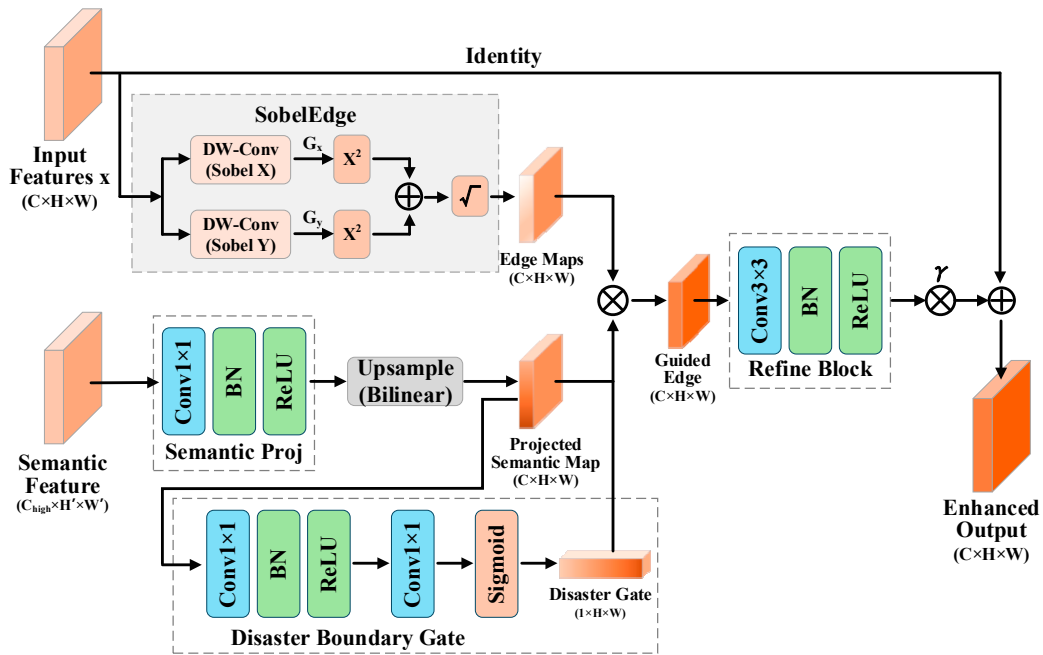 Identity
SobelEdge
Input
Features x
(C×H×W)
DW-Conv
(Sobel X)
Gx
X²
DW-Conv
(Sobel Y)
Gy
X²
√
Edge Maps
(C×H×W)
Guided
Edge
(C×H×W)
Conv3×3
BN
ReLU
Refine Block
γ
Semantic
Feature
(Chigh×H′×W′)
Conv1×1
BN
ReLU
Semantic Proj
Upsample
(Bilinear)
Projected
Semantic Map
(C×H×W)
Conv1×1
BN
ReLU
Conv1×1
Sigmoid
Disaster Gate
(1×H×W)
Disaster Boundary Gate
Enhanced
Output
(C×H×W)